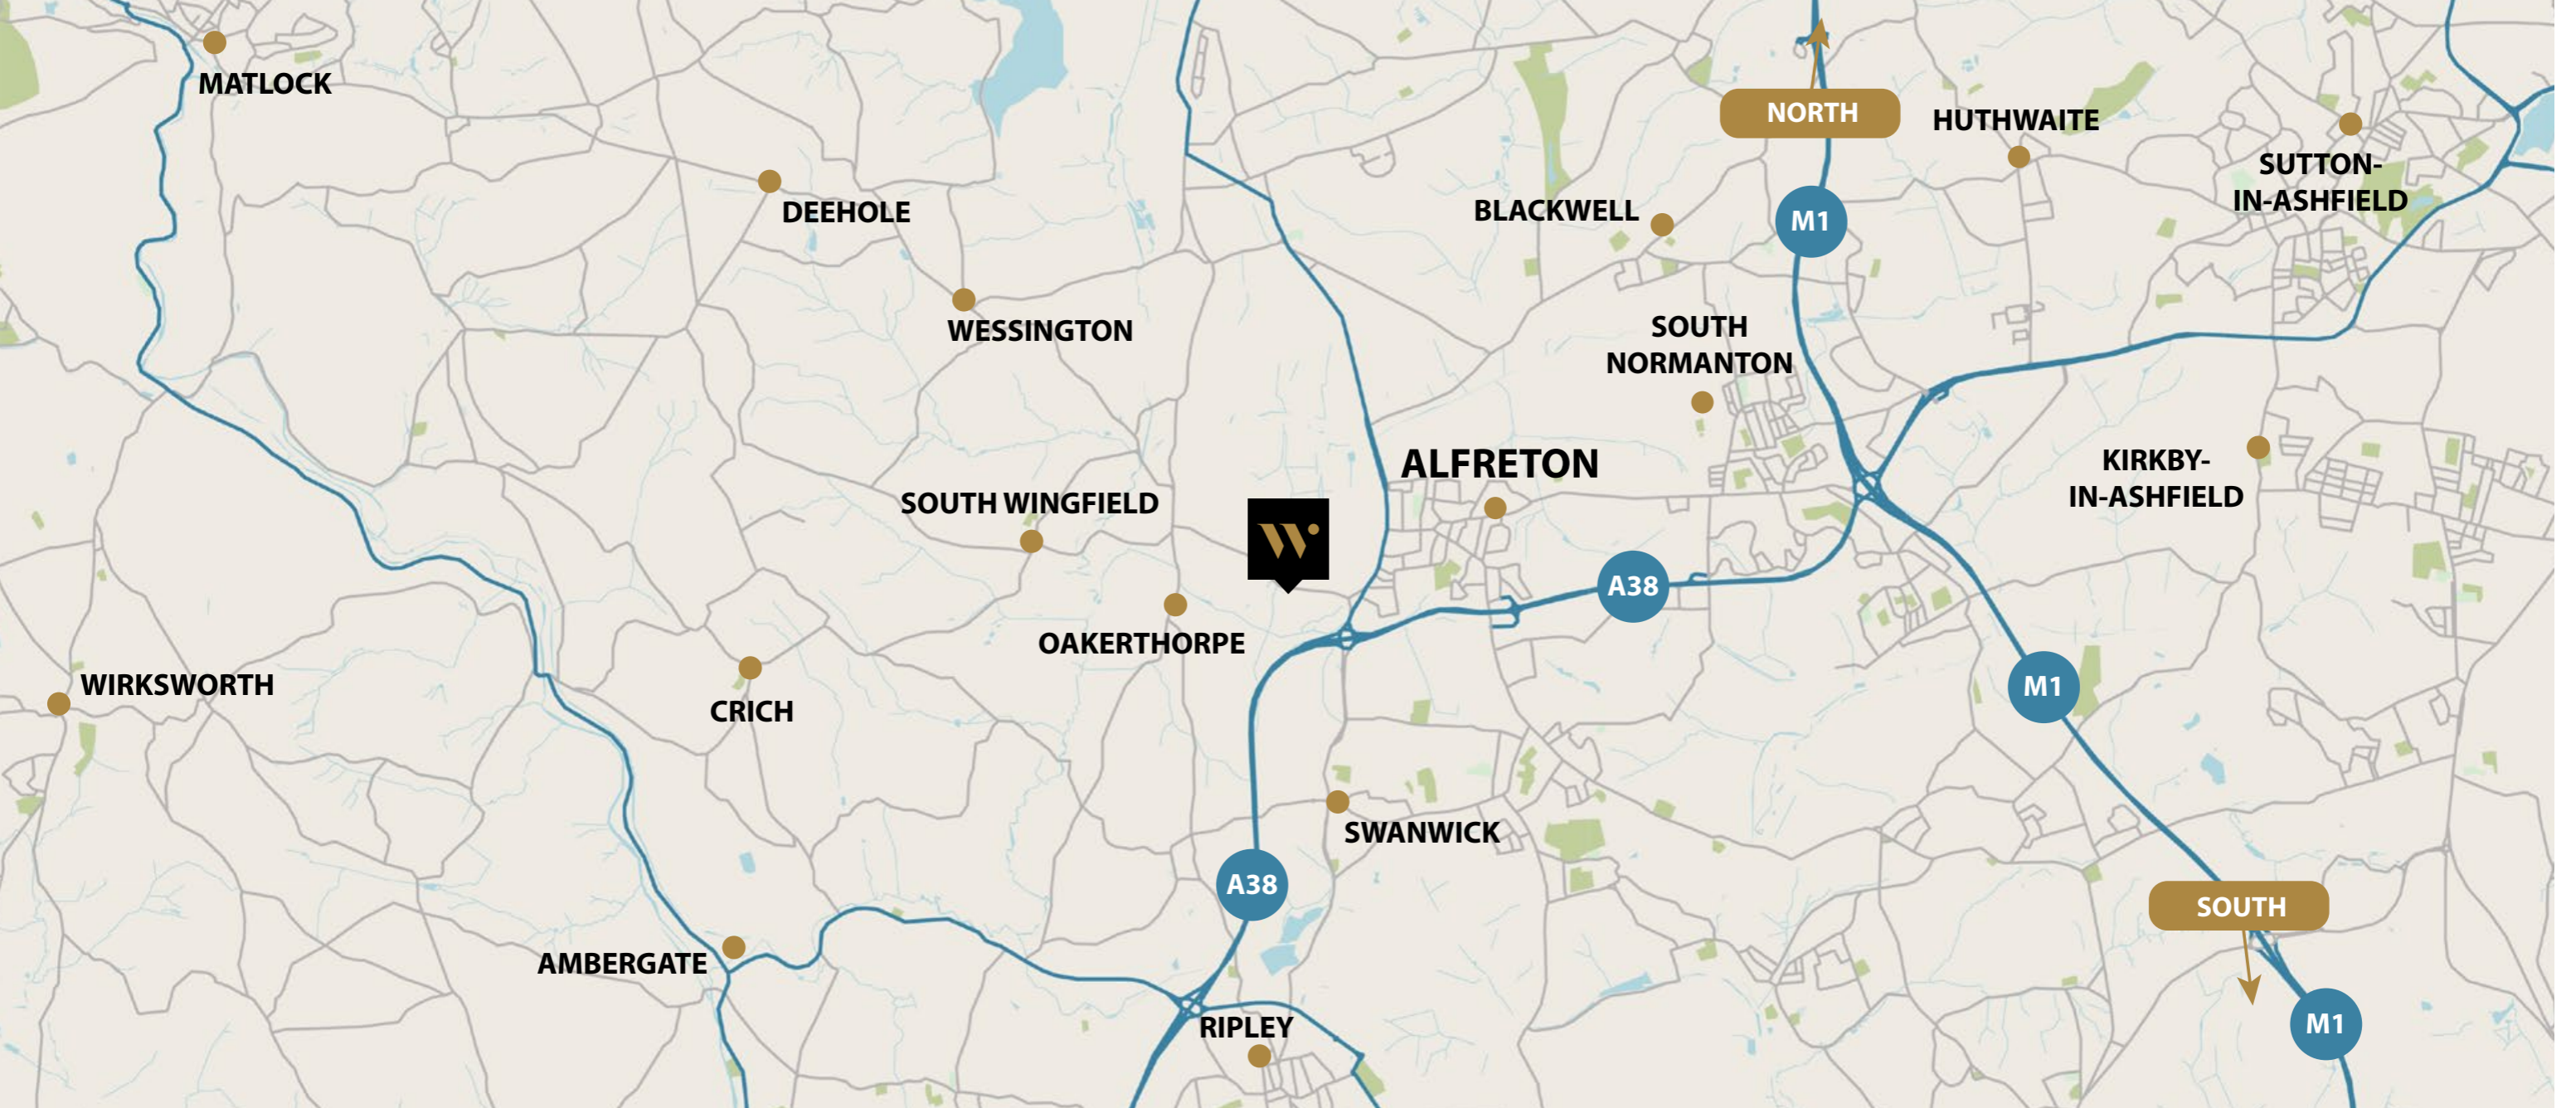 MATLOCK
NORTH
HUTHWAITE
SUTTON-
IN-ASHFIELD
DEEHOLE
BLACKWELL
M1
WESSINGTON
SOUTH
NORMANTON
ALFRETON
KIRKBY-
IN-ASHFIELD
SOUTH WINGFIELD
W
A38
OAKERTHORPE
WIRKSWORTH
CRICH
M1
SWANWICK
A38
SOUTH
AMBERGATE
RIPLEY
M1